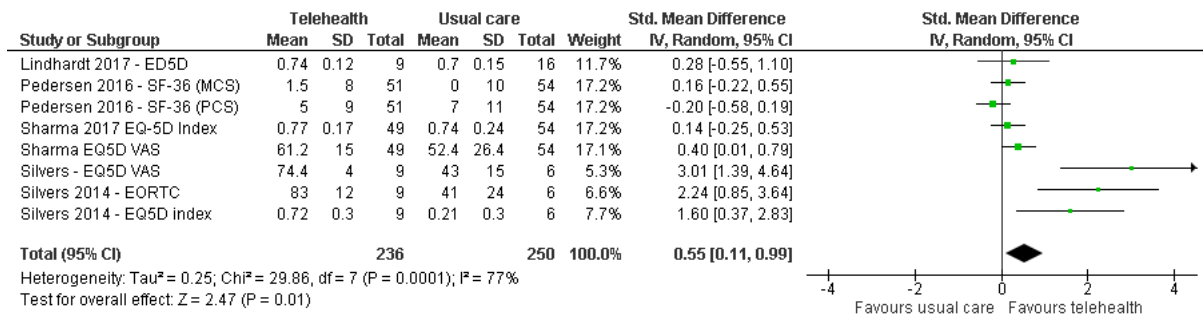 Telehealth Usual care Std. Mean Difference Std. Mean Difference
Study or Subgroup Mean SD Total Mean SD Total Weight IV, Random, 95% CI IV, Random, 95% CI
Lindhardt 2017 - ED5D 0.74 0.12 9 0.7 0.15 16 11.7% 0.28 [-0.55, 1.10]
Pedersen 2016 - SF-36 (MCS) 1.5 8 51 0 10 54 17.2% 0.16 [-0.22, 0.55]
Pedersen 2016 - SF-36 (PCS) 5 9 51 7 11 54 17.2% -0.20 [-0.58, 0.19]
Sharma 2017 EQ-5D Index 0.77 0.17 49 0.74 0.24 54 17.2% 0.14 [-0.25, 0.53]
Sharma EQ5D VAS 61.2 15 49 52.4 26.4 54 17.1% 0.40 [0.01, 0.79]
Silvers - EQ5D VAS 74.4 4 9 43 15 6 5.3% 3.01 [1.39, 4.64]
Silvers 2014 - EORTC 83 12 9 41 24 6 6.6% 2.24 [0.85, 3.64]
Silvers 2014 - EQ5D index 0.72 0.3 9 0.21 0.3 6 7.7% 1.60 [0.37, 2.83]
Total (95% CI) 236 250 100.0% 0.55 [0.11, 0.99]
Heterogeneity: Tau² = 0.25; Chi² = 29.86, df = 7 (P = 0.0001); I² = 77%
Test for overall effect: Z = 2.47 (P = 0.01)
-4 -2 0 2 4
Favours usual care Favours telehealth